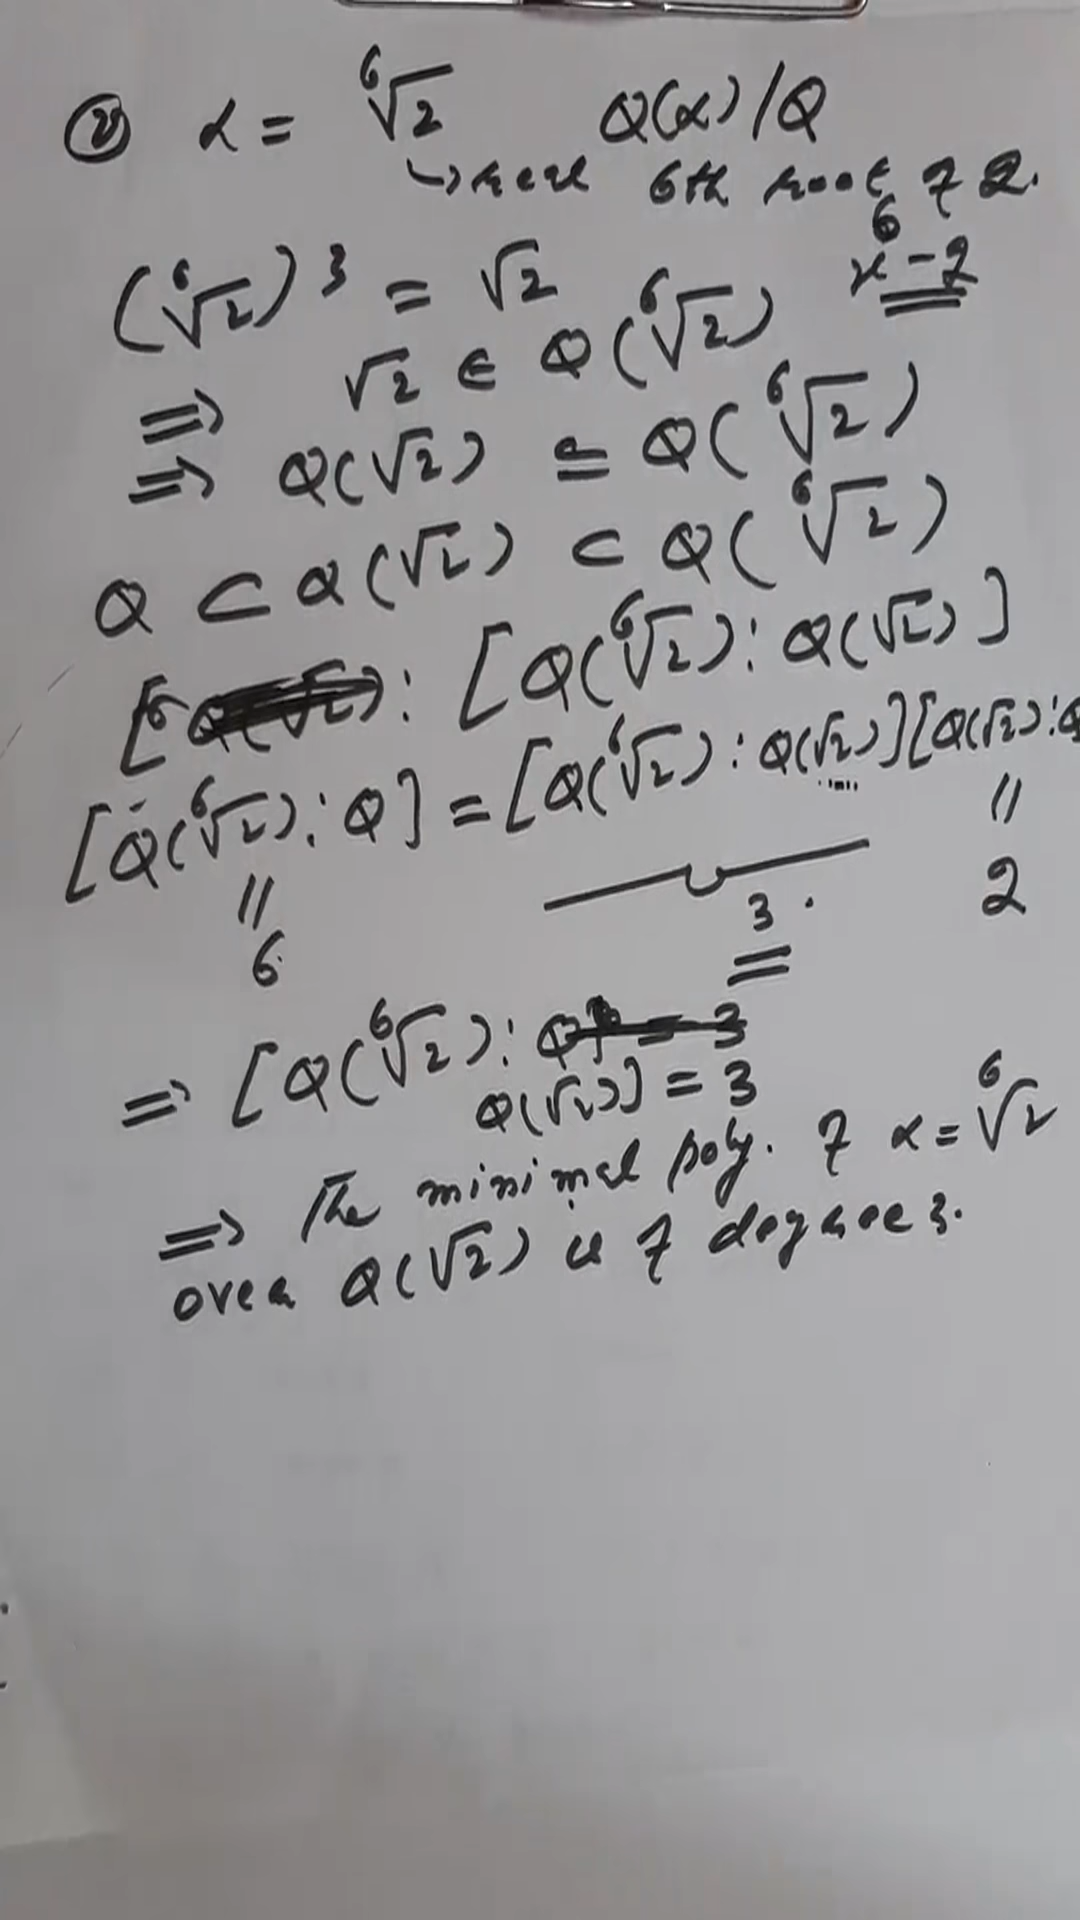 ② α = ⁶√2 Q(α)/Q
↳ real 6th root of 2.
x⁶-2
(⁶√2)³ = √2
⇒ √2 ∈ Q(⁶√2)
⇒ Q(√2) ⊆ Q(⁶√2)
Q ⊂ Q(√2) ⊂ Q(⁶√2)
: [Q(⁶√2): Q(√2)]
[Q(⁶√2): Q] = [Q(⁶√2): Q(√2)][Q(√2): Q
|| ||
6 3. 2
⇒ [Q(⁶√2): Q] = 3
Q(√2)] = 3
⇒ The minimal poly. of α = ⁶√2
over Q(√2) is of degree 3.